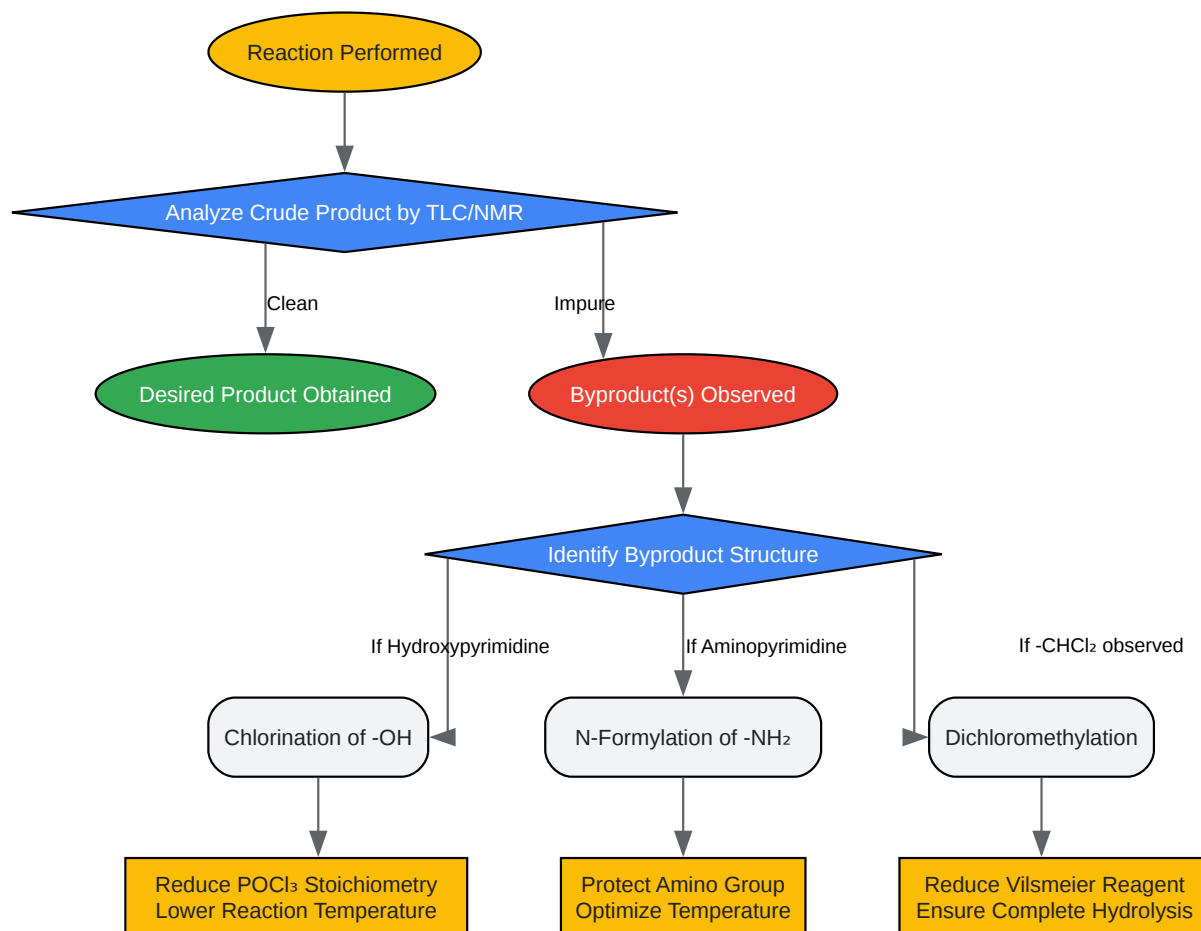 Reaction Performed
Analyze Crude Product by TLC/NMR
Clean
Impure
Desired Product Obtained
Byproduct(s) Observed
Identify Byproduct Structure
If Hydroxypyrimidine
If Aminopyrimidine
If -CHCl₂ observed
Chlorination of -OH
N-Formylation of -NH₂
Dichloromethylation
Reduce POCl₃ Stoichiometry
Lower Reaction Temperature
Protect Amino Group
Optimize Temperature
Reduce Vilsmeier Reagent
Ensure Complete Hydrolysis